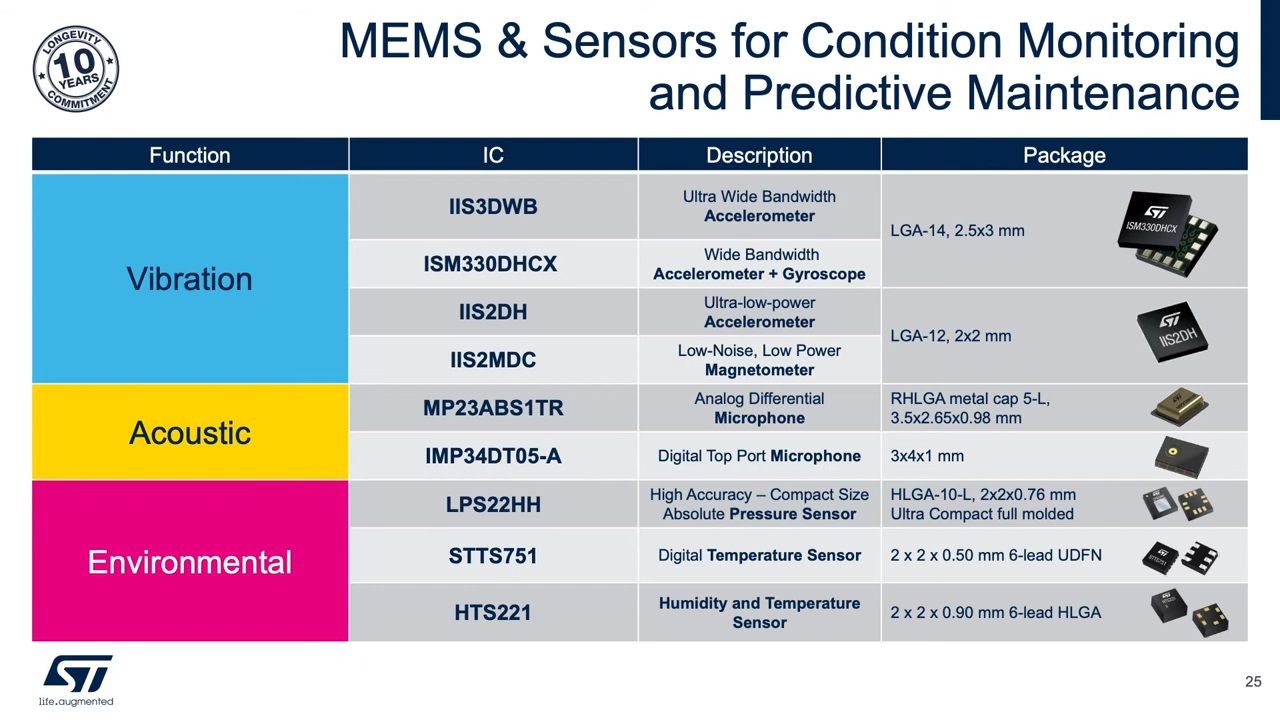 LONGEVITY
10
YEARS
COMMITMENT
MEMS & Sensors for Condition Monitoring
and Predictive Maintenance
Function
IC
Description
Package
Vibration
IIS3DWB
Ultra Wide Bandwidth
Accelerometer
LGA-14, 2.5x3 mm
ISM330DHCX
ISM330DHCX
Wide Bandwidth
Accelerometer + Gyroscope
IIS2DH
Ultra-low-power
Accelerometer
LGA-12, 2x2 mm
IIS2DH
IIS2MDC
Low-Noise, Low Power
Magnetometer
Acoustic
MP23ABS1TR
Analog Differential
Microphone
RHLGA metal cap 5-L,
3.5x2.65x0.98 mm
IMP34DT05-A
Digital Top Port Microphone
3x4x1 mm
Environmental
LPS22HH
High Accuracy – Compact Size
Absolute Pressure Sensor
HLGA-10-L, 2x2x0.76 mm
Ultra Compact full molded
STTS751
Digital Temperature Sensor
2 x 2 x 0.50 mm 6-lead UDFN
STTS751
HTS221
Humidity and Temperature
Sensor
2 x 2 x 0.90 mm 6-lead HLGA
HTS221
ST
life.augmented
25